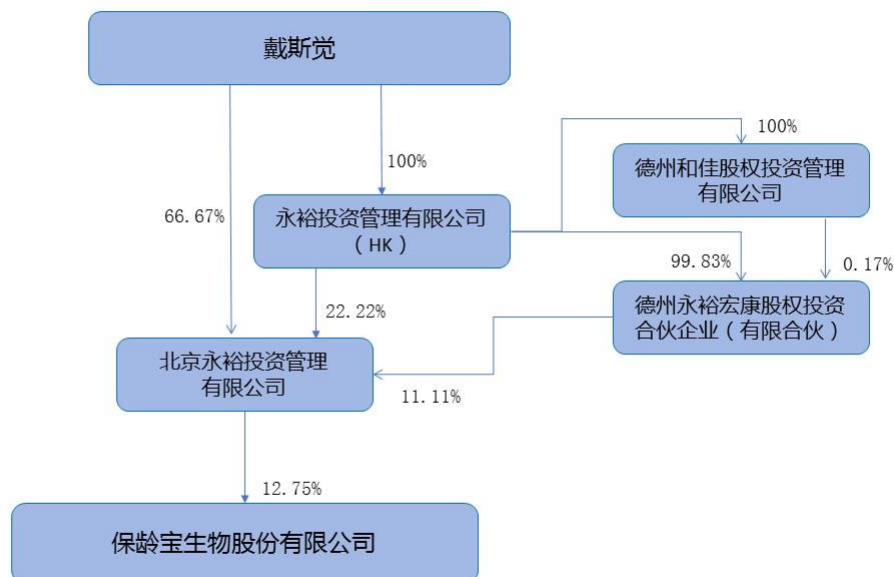 戴斯觉
100%
德州和佳股权投资管理
有限公司
100%
66.67%
永裕投资管理有限公司
（HK）
99.83%
0.17%
22.22%
德州永裕宏康股权投资
合伙企业（有限合伙）
北京永裕投资管理
有限公司
11.11%
12.75%
保龄宝生物股份有限公司